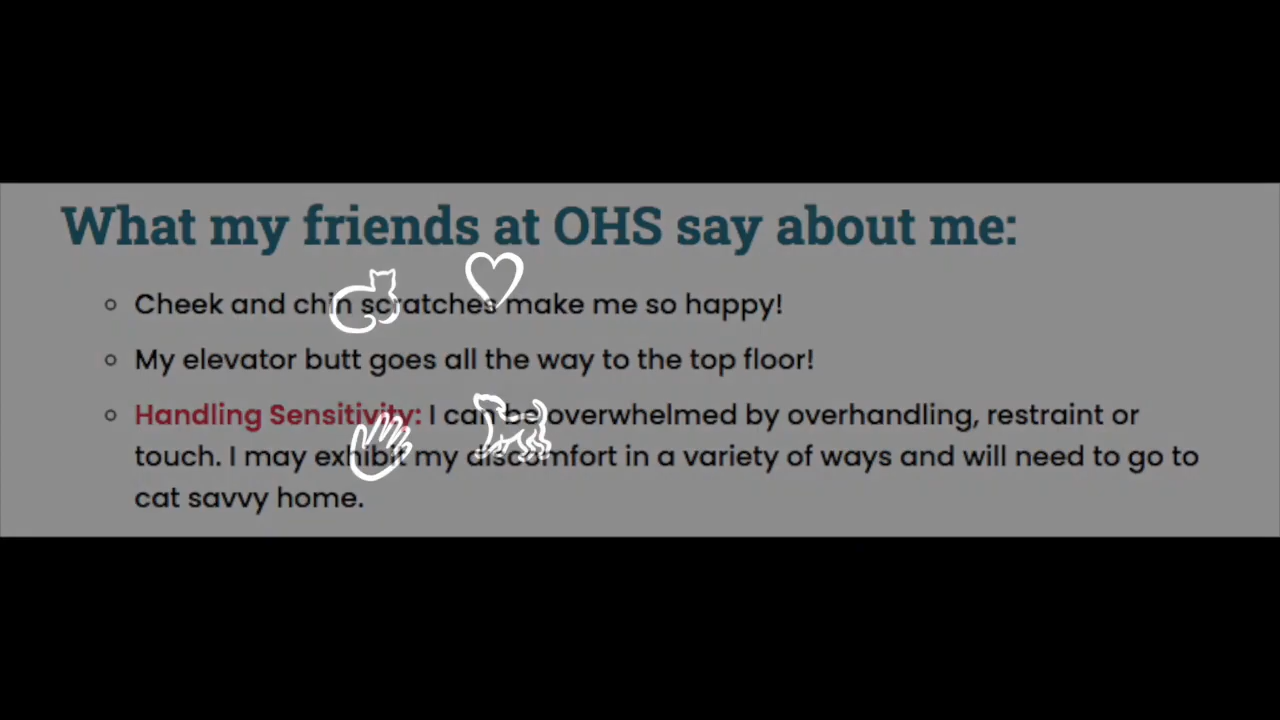 What my friends at OHS say about me:
Cheek and chin scratches make me so happy!
My elevator butt goes all the way to the top floor!
Handling Sensitivity: I can be overwhelmed by overhandling, restraint or
touch. I may exhibit my discomfort in a variety of ways and will need to go to
cat savvy home.